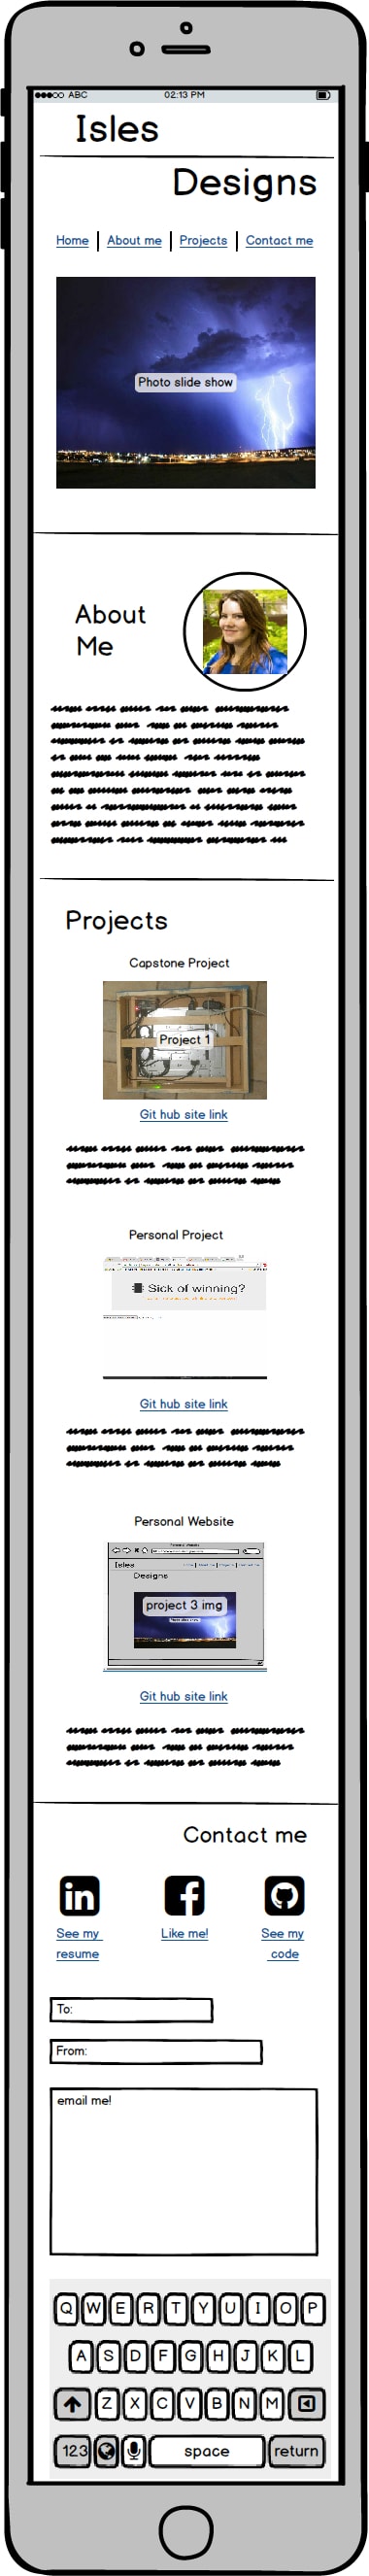 ABC 02:13 PM
Isles
Designs
Home About me Projects Contact me
Photo slide show
About
Me
Projects
Capstone Project
Project 1
Git hub site link
Personal Project
Sick of winning?
Git hub site link
Personal Website
Isles
Designs
project 3 img
Photo slide show
Git hub site link
Contact me
See my Like me! See my
resume code
To:
From:
email me!
Q W E R T Y U I O P
A S D F G H J K L
Z X C V B N M
123 space return